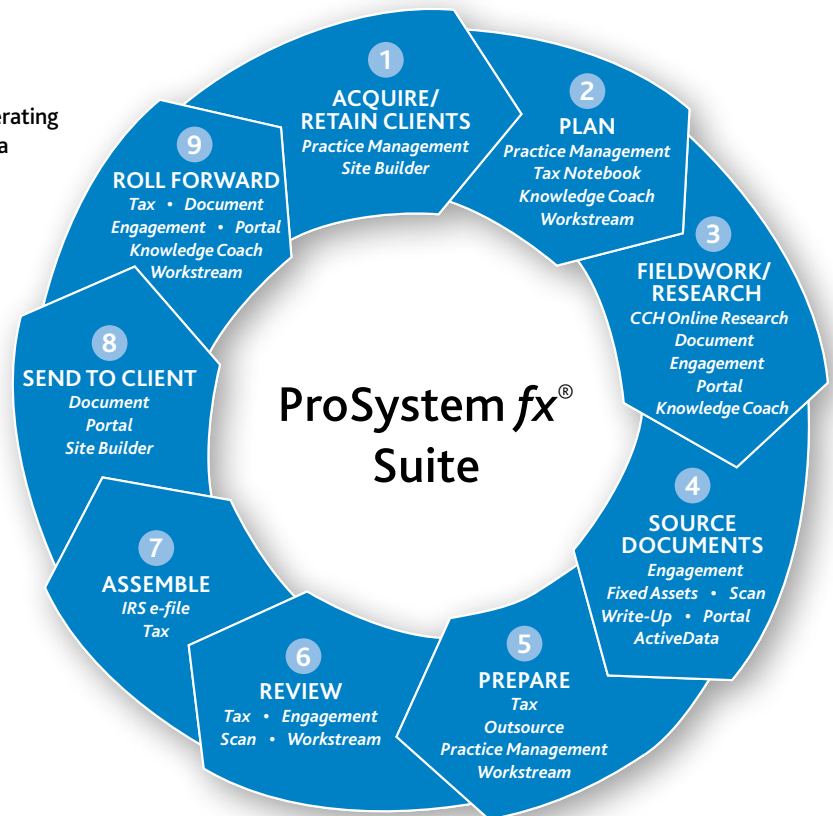 erating
a
1
ACQUIRE/
RETAIN CLIENTS
Practice Management
Site Builder
2
PLAN
Practice Management
Tax Notebook
Knowledge Coach
Workstream
3
FIELDWORK/
RESEARCH
CCH Online Research
Document
Engagement
Portal
Knowledge Coach
4
SOURCE
DOCUMENTS
Engagement
Fixed Assets • Scan
Write-Up • Portal
ActiveData
5
PREPARE
Tax
Outsource
Practice Management
Workstream
6
REVIEW
Tax • Engagement
Scan • Workstream
7
ASSEMBLE
IRS e-file
Tax
8
SEND TO CLIENT
Document
Portal
Site Builder
9
ROLL FORWARD
Tax • Document
Engagement • Portal
Knowledge Coach
Workstream
ProSystem fx®
Suite